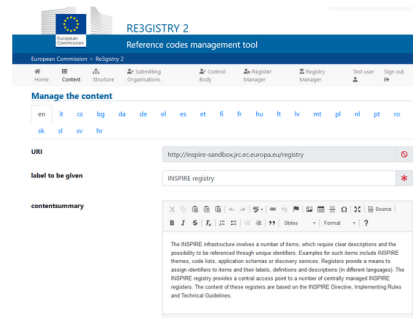 European
Commission
RE3GISTRY 2
Reference codes management tool
European Commission > Re3gistry 2
Home
Content
Structure
Submitting Organisations
Control Body
Register Manager
Registry Manager
Test user
Sign out
Manage the content
en it cs bg da de el es et fi fr hu lt lv mt pl nl pt ro
sk sl sv hr
URI
http://inspire-sandbox.jrc.ec.europa.eu/registry
label to be given
INSPIRE registry
contentsummary
Source
B I S Styles Format ?
The INSPIRE infrastructure involves a number of items, which require clear descriptions and the
possibility to be referenced through unique identifiers. Examples for such items include INSPIRE
themes, code lists, application schemas or discovery services. Registers provide a means to
assign identifiers to items and their labels, definitions and descriptions (in different languages). The
INSPIRE registry provides a central access point to a number of centrally managed INSPIRE
registers. The content of these registers are based on the INSPIRE Directive, Implementing Rules
and Technical Guidelines.